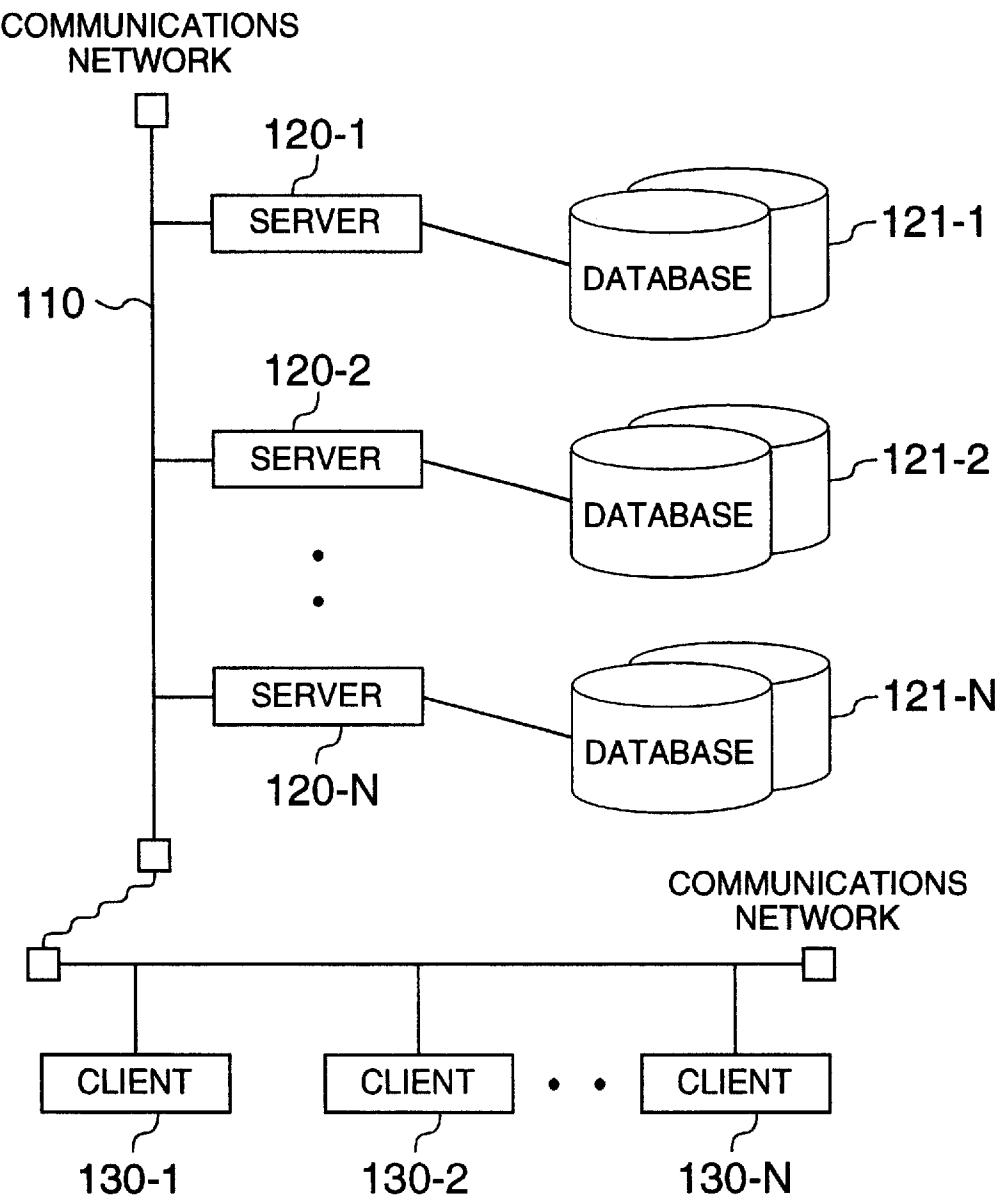 COMMUNICATIONS
NETWORK
120-1
SERVER
121-1
DATABASE
110
120-2
SERVER
121-2
DATABASE
SERVER
121-N
DATABASE
120-N
COMMUNICATIONS
NETWORK
CLIENT
CLIENT
CLIENT
130-1
130-2
130-N